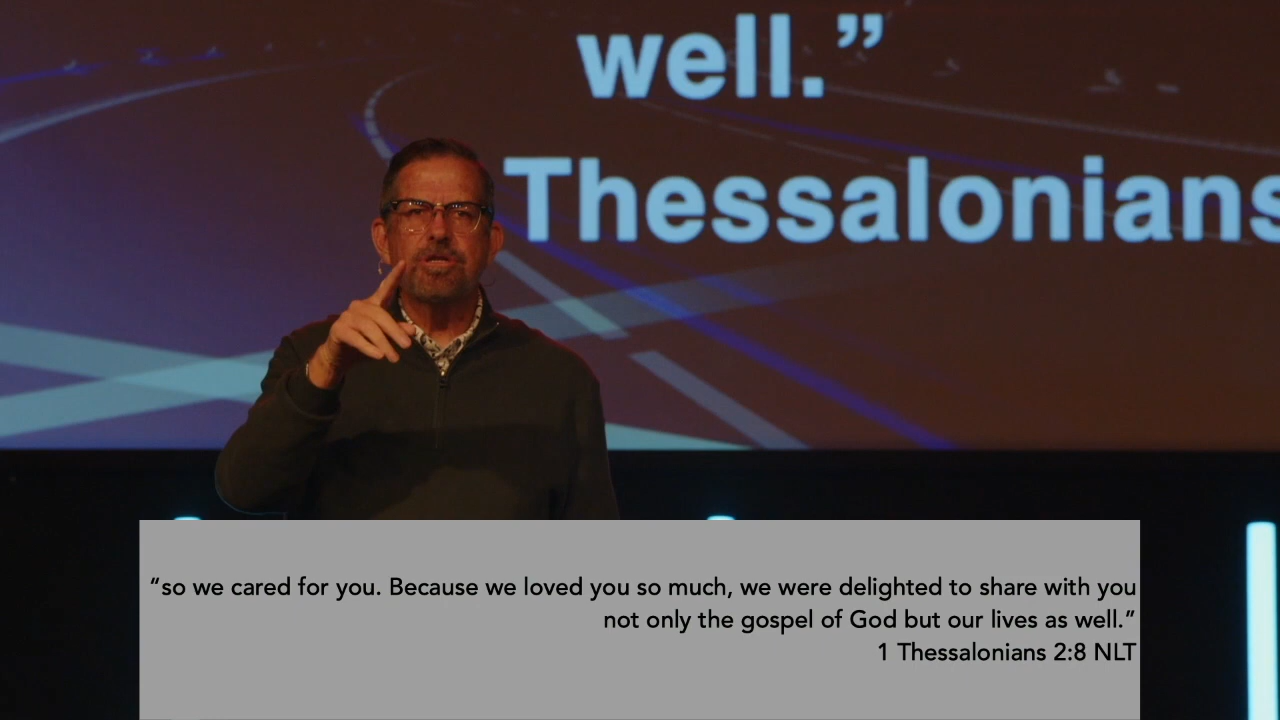 well.”
Thessalonians
“so we cared for you. Because we loved you so much, we were delighted to share with you
not only the gospel of God but our lives as well.”
1 Thessalonians 2:8 NLT